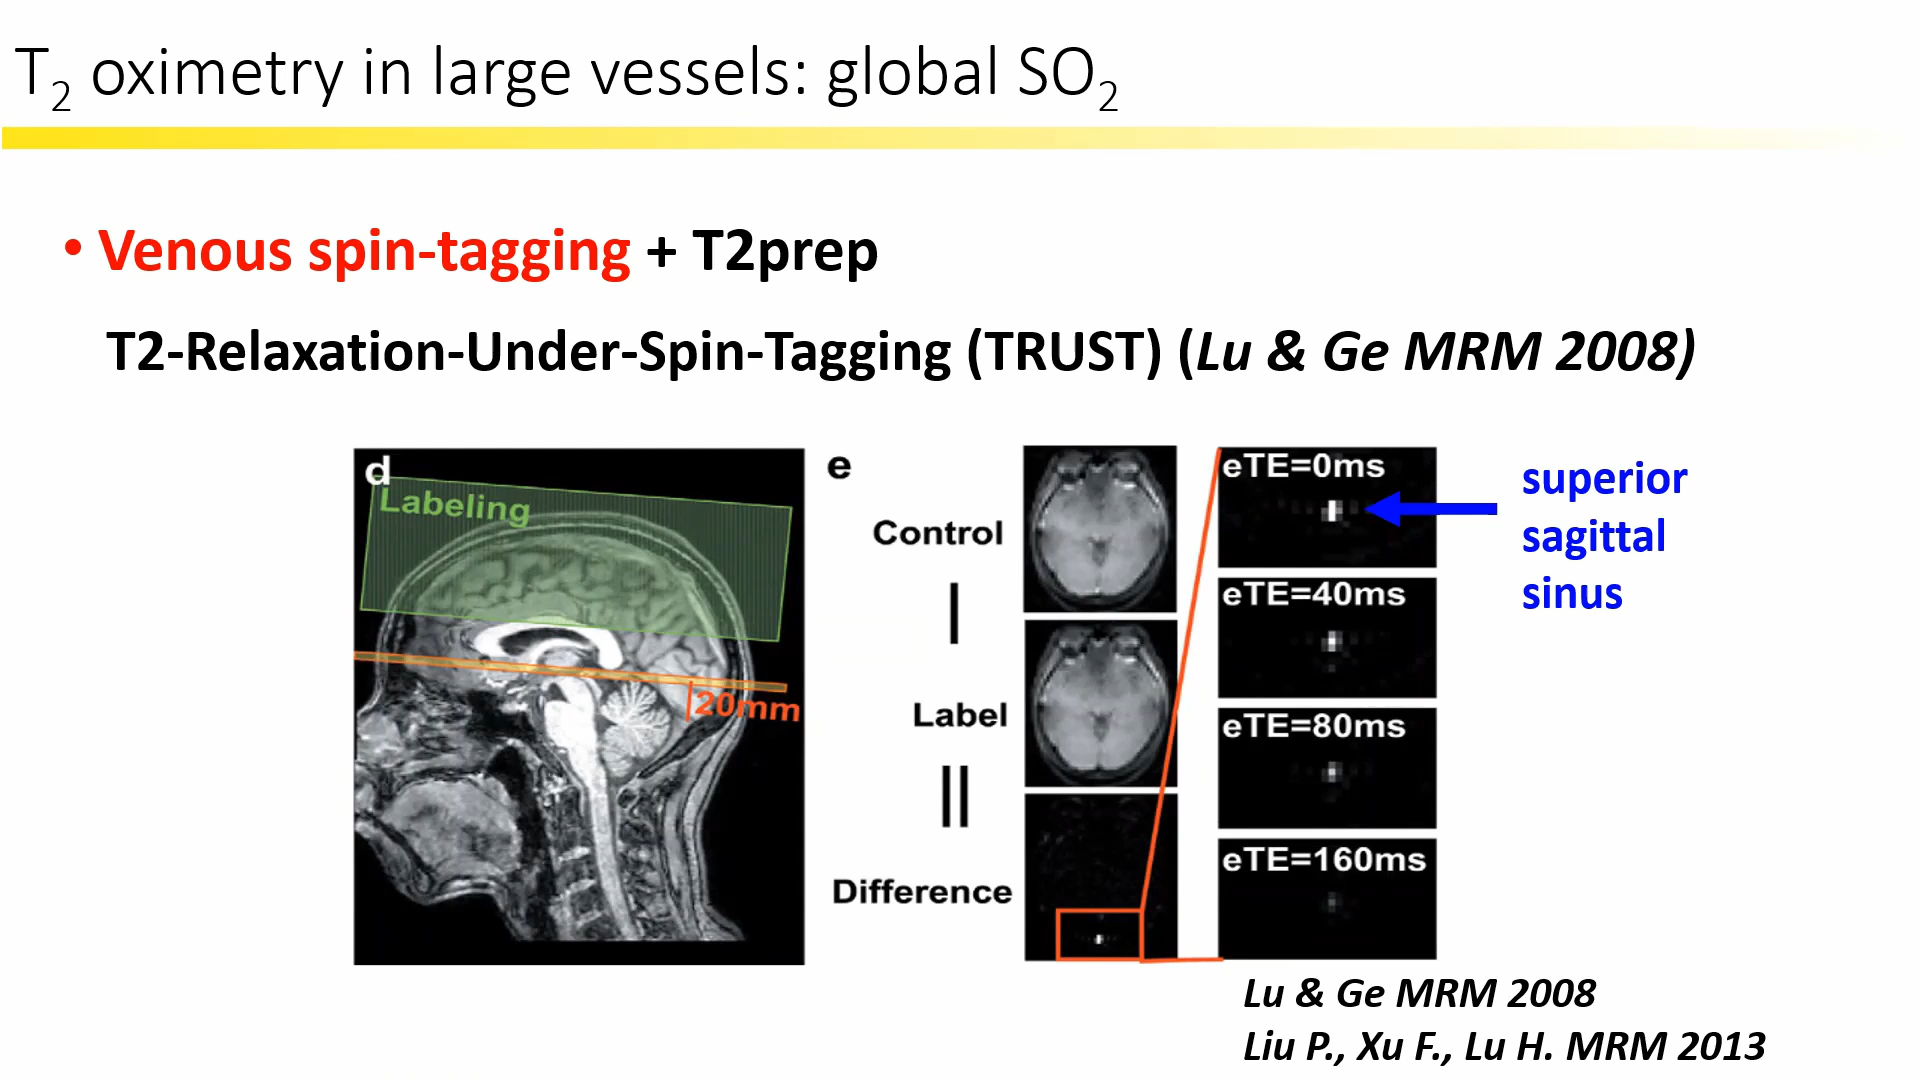 T₂ oximetry in large vessels: global SO₂
• Venous spin-tagging + T2prep
T2-Relaxation-Under-Spin-Tagging (TRUST) (Lu & Ge MRM 2008)
d
Labeling
20mm
e
Control
Label
Difference
eTE=0ms
eTE=40ms
eTE=80ms
eTE=160ms
superior
sagittal
sinus
Lu & Ge MRM 2008
Liu P., Xu F., Lu H. MRM 2013